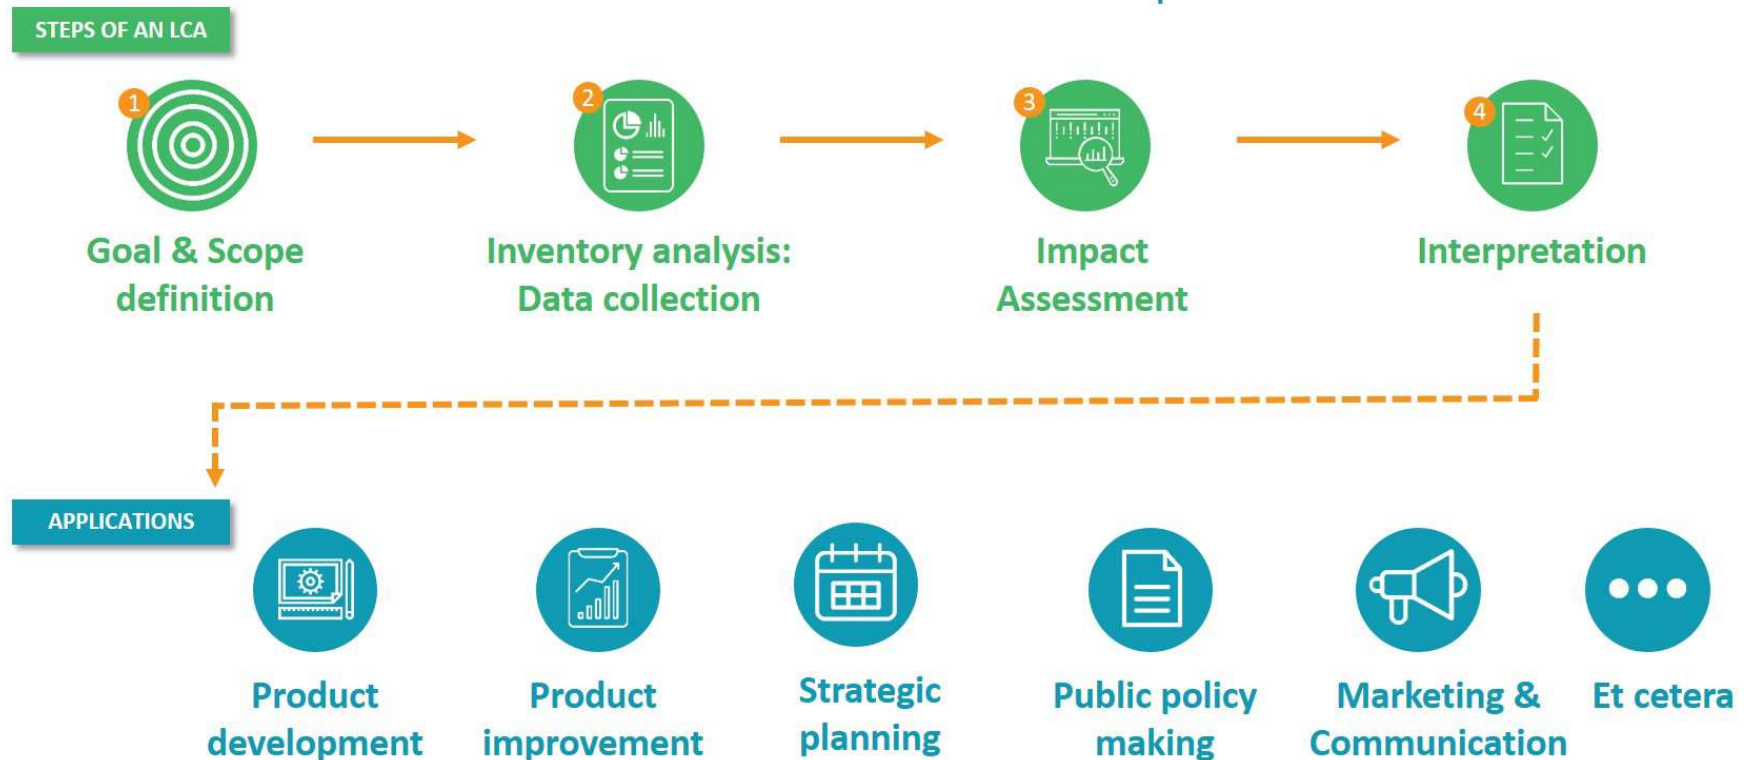 STEPS OF AN LCA
1
2
3
4
Goal & Scope
definition
Inventory analysis:
Data collection
Impact
Assessment
Interpretation
APPLICATIONS
Product
development
Product
improvement
Strategic
planning
Public policy
making
Marketing &
Communication
Et cetera